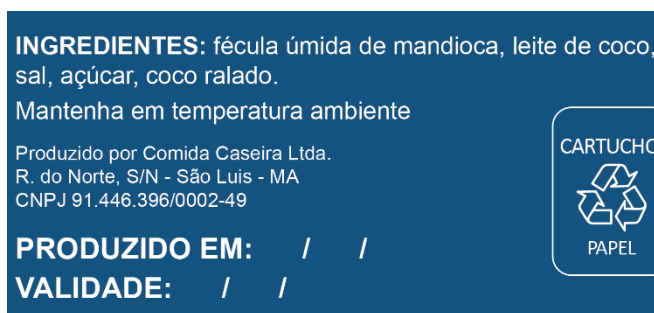 INGREDIENTES: fécula úmida de mandioca, leite de coco,
sal, açúcar, coco ralado.
Mantenha em temperatura ambiente
Produzido por Comida Caseira Ltda.
R. do Norte, S/N - São Luis - MA
CNPJ 91.446.396/0002-49
PRODUZIDO EM: / /
VALIDADE: / /
CARTUCHO
PAPEL